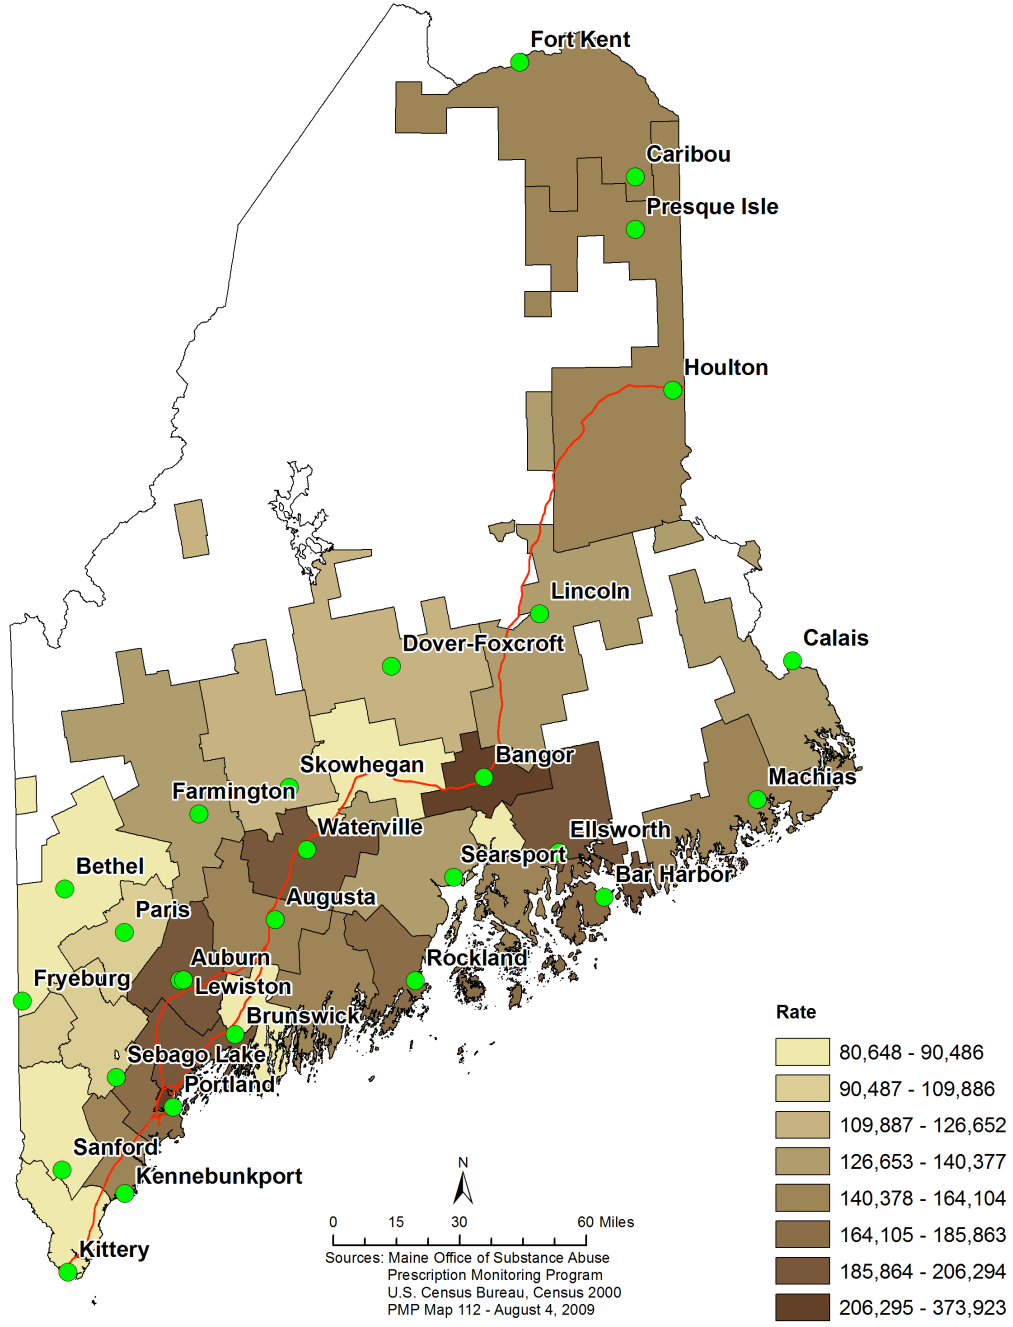 Fort Kent
Caribou
Presque Isle
Houlton
Lincoln
Dover-Foxcroft
Calais
Bangor
Skowhegan
Machias
Farmington
Waterville
Ellsworth
Searsport
Bethel
Bar Harbor
Augusta
Paris
Auburn
Rockland
Fryeburg
Lewiston
Brunswick
Sebago Lake
Portland
Sanford
Kennebunkport
Kittery
Rate
80,648 - 90,486
90,487 - 109,886
109,887 - 126,652
126,653 - 140,377
140,378 - 164,104
164,105 - 185,863
185,864 - 206,294
206,295 - 373,923
N
0 15 30 60 Miles
Sources: Maine Office of Substance Abuse
Prescription Monitoring Program
U.S. Census Bureau, Census 2000
PMP Map 112 - August 4, 2009